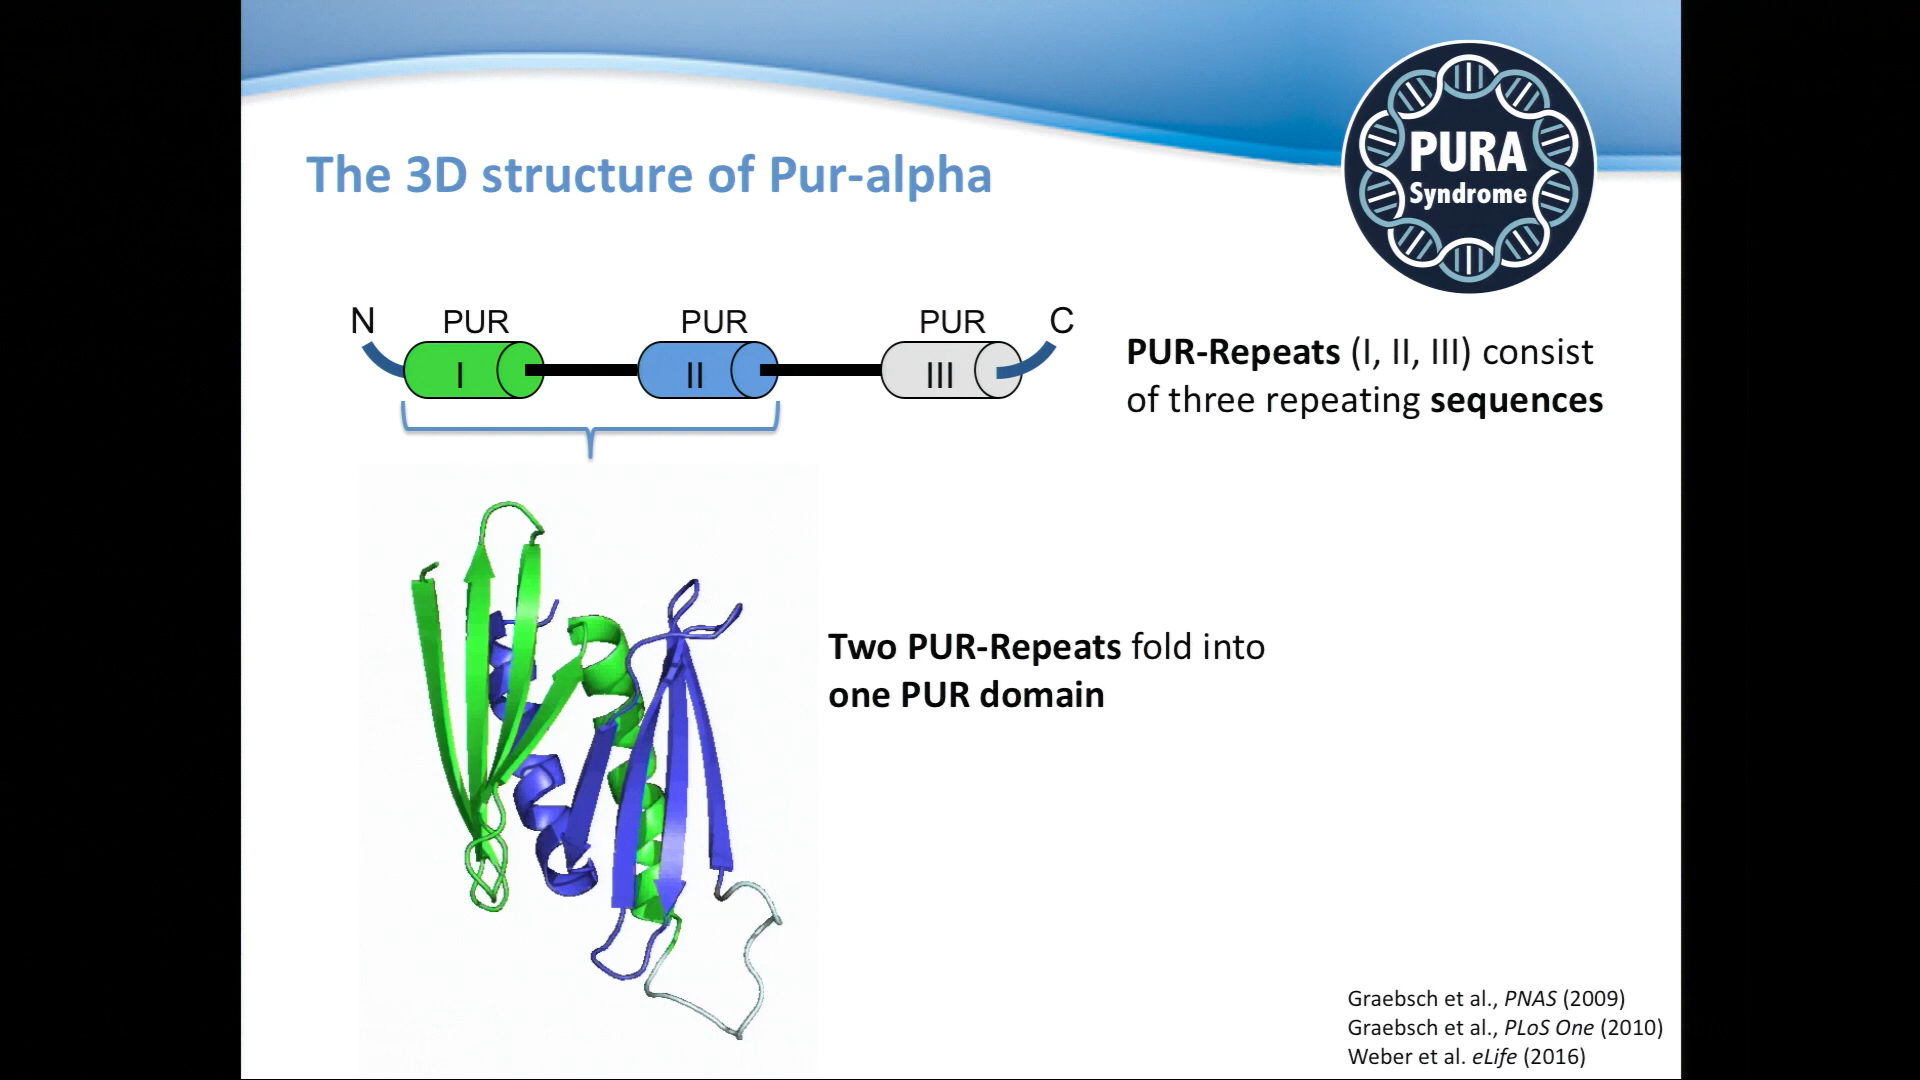 PURA
Syndrome
The 3D structure of Pur-alpha
N PUR PUR PUR C
I II III
PUR-Repeats (I, II, III) consist
of three repeating sequences
Two PUR-Repeats fold into
one PUR domain
Graebsch et al., PNAS (2009)
Graebsch et al., PLoS One (2010)
Weber et al. eLife (2016)